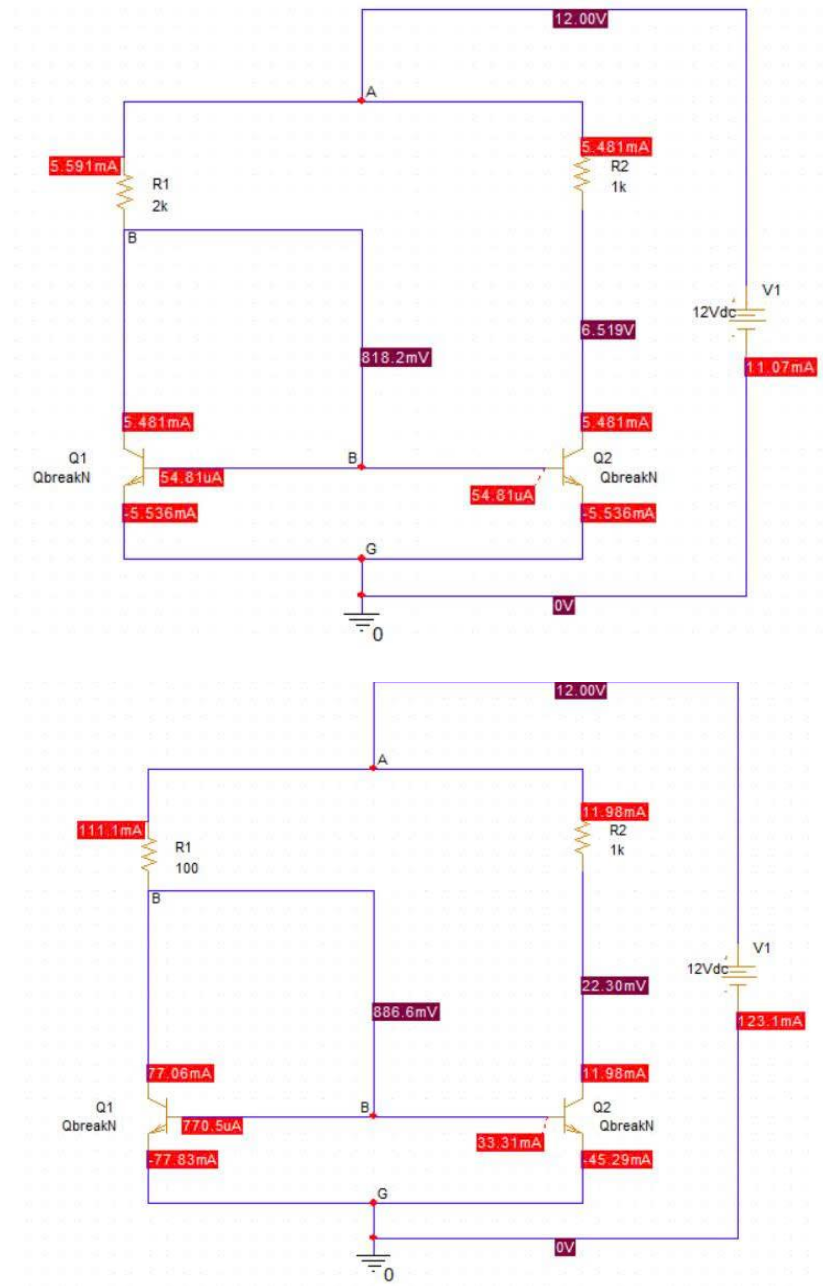 12.00V
A
5.591mA
5.481mA
R1
2k
R2
1k
B
V1
12Vdc
6.519V
818.2mV
11.07mA
5.481mA
5.481mA
Q1
QbreakN
B
Q2
QbreakN
54.81uA
54.81uA
-5.536mA
-5.536mA
G
0V
0
12.00V
A
111.1mA
11.98mA
R1
100
R2
1k
B
V1
12Vdc
22.30mV
886.6mV
123.1mA
77.06mA
11.98mA
Q1
QbreakN
B
Q2
QbreakN
770.5uA
33.31mA
-77.83mA
-45.29mA
G
0V
0